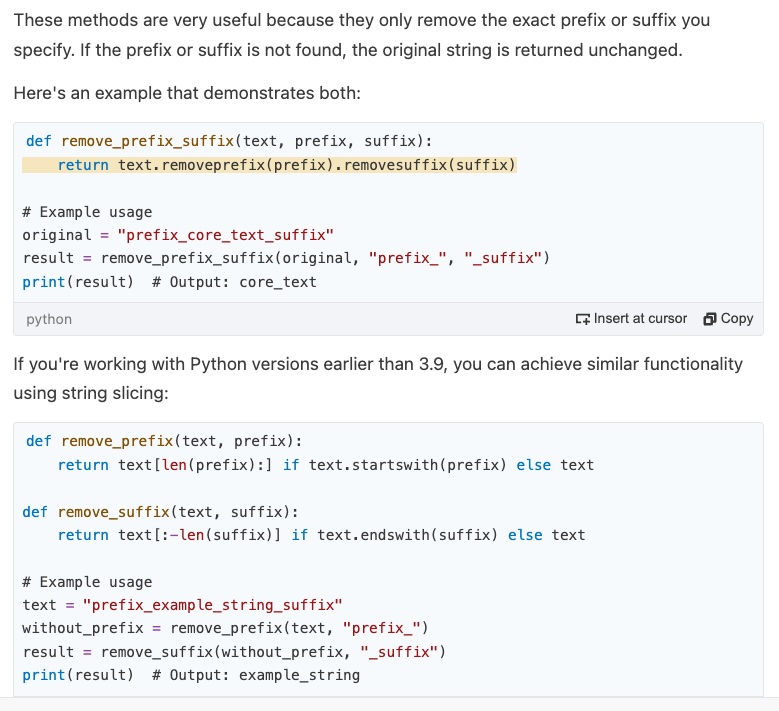 These methods are very useful because they only remove the exact prefix or suffix you
specify. If the prefix or suffix is not found, the original string is returned unchanged.
Here's an example that demonstrates both:
def remove_prefix_suffix(text, prefix, suffix):
    return text.removeprefix(prefix).removesuffix(suffix)
# Example usage
original = "prefix_core_text_suffix"
result = remove_prefix_suffix(original, "prefix_", "_suffix")
print(result)  # Output: core_text
python
Insert at cursor Copy
If you're working with Python versions earlier than 3.9, you can achieve similar functionality
using string slicing:
def remove_prefix(text, prefix):
    return text[len(prefix):] if text.startswith(prefix) else text
def remove_suffix(text, suffix):
    return text[:-len(suffix)] if text.endswith(suffix) else text
# Example usage
text = "prefix_example_string_suffix"
without_prefix = remove_prefix(text, "prefix_")
result = remove_suffix(without_prefix, "_suffix")
print(result)  # Output: example_string